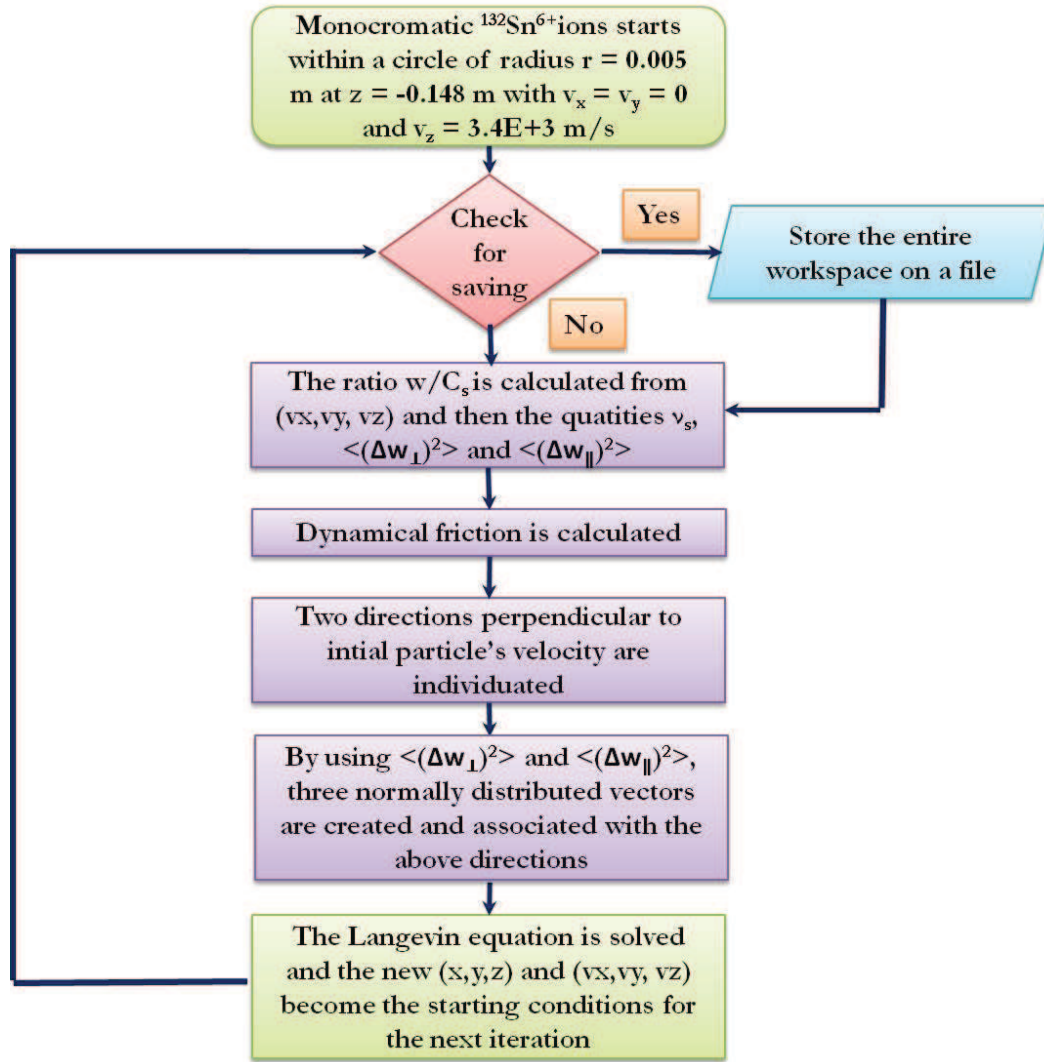 Monocromatic ¹³²Sn⁶⁺ions starts
within a circle of radius r = 0.005
m at z = -0.148 m with vₓ = v_y = 0
and v_z = 3.4E+3 m/s
Check
for
saving
Yes
Store the entire
workspace on a file
No
The ratio w/Cₛ is calculated from
(vx,vy, vz) and then the quatities νₛ,
<(Δw⊥)²> and <(Δw∥)²>
Dynamical friction is calculated
Two directions perpendicular to
intial particle’s velocity are
individuated
By using <(Δw⊥)²> and <(Δw∥)²>,
three normally distributed vectors
are created and associated with the
above directions
The Langevin equation is solved
and the new (x,y,z) and (vx,vy, vz)
become the starting conditions for
the next iteration